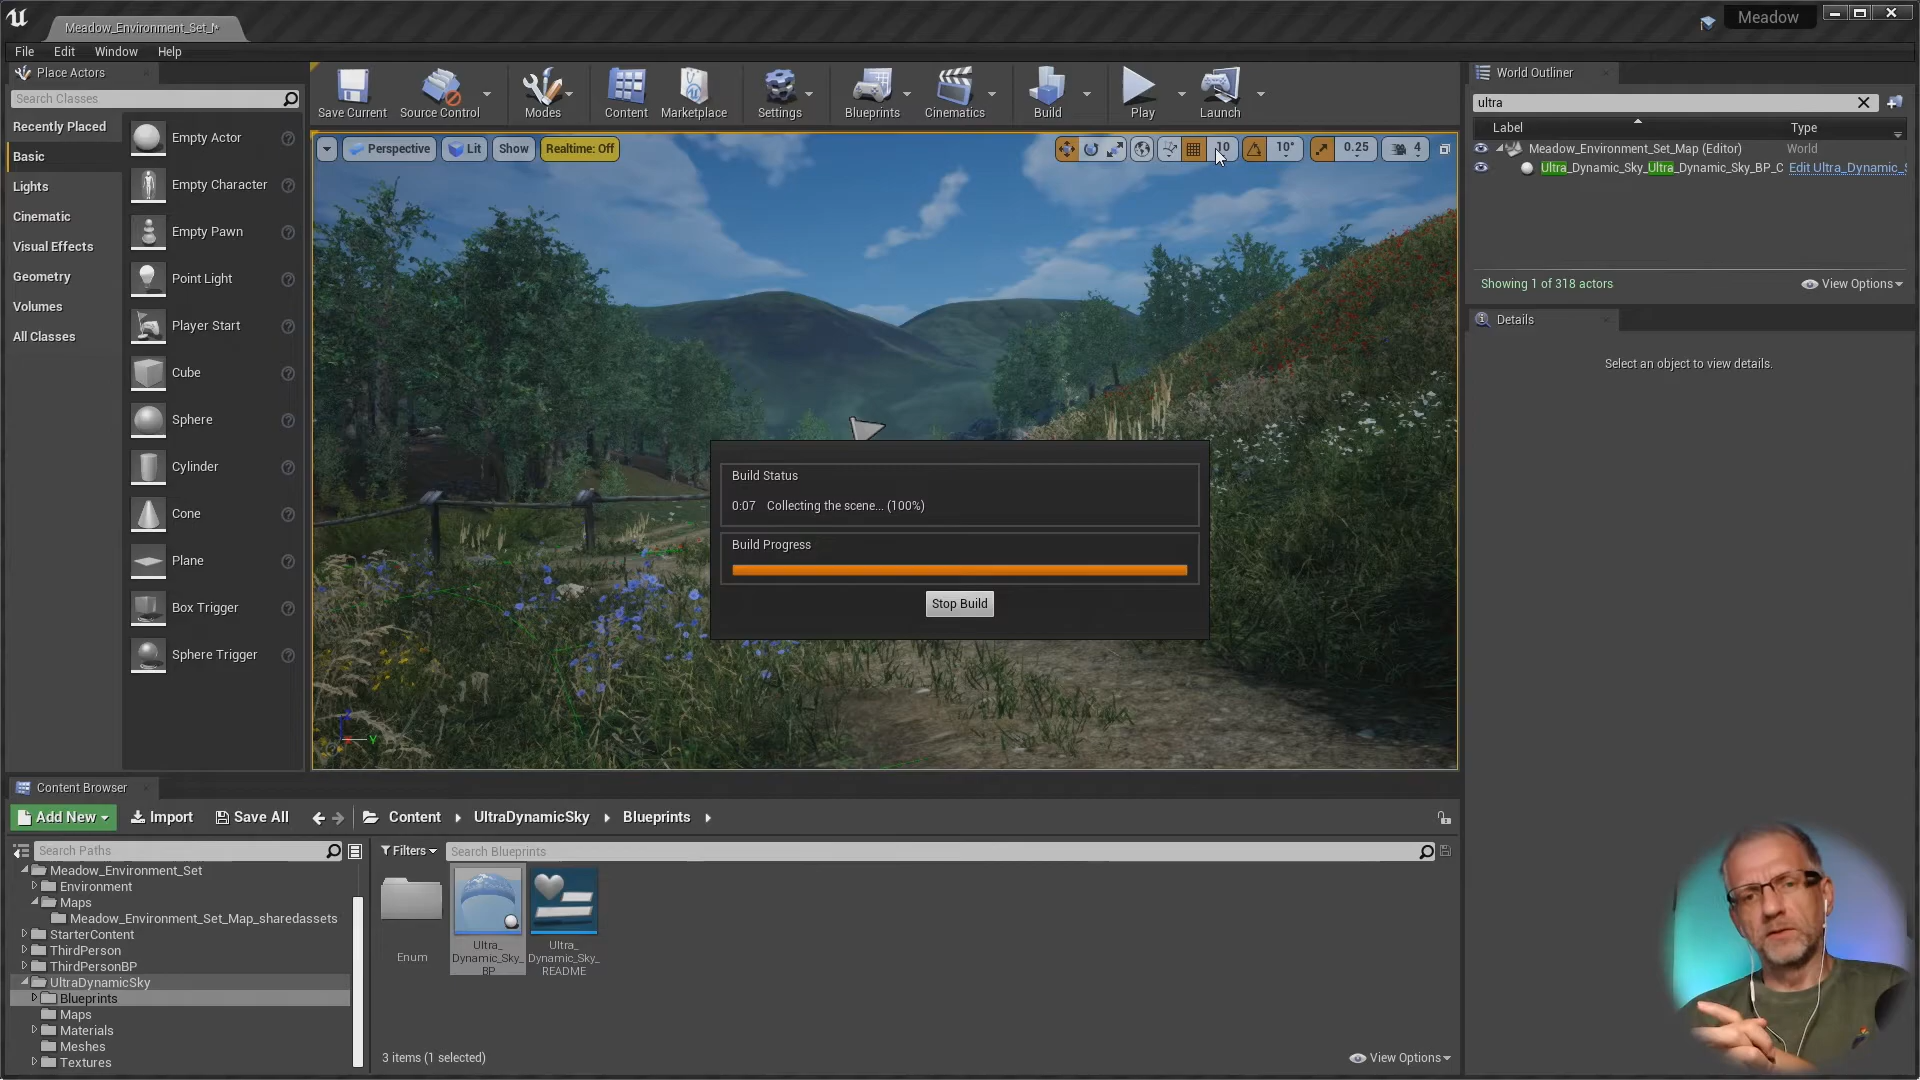 Meadow_Environment_Set_M*
Meadow
File Edit Window Help
Place Actors
Search Classes
Recently Placed
Basic
Lights
Cinematic
Visual Effects
Geometry
Volumes
All Classes
Empty Actor
Empty Character
Empty Pawn
Point Light
Player Start
Cube
Sphere
Cylinder
Cone
Plane
Box Trigger
Sphere Trigger
Save Current Source Control Modes Content Marketplace Settings Blueprints Cinematics Build Play Launch
Perspective Lit Show Realtime: Off 10 10° 0.25 4
Build Status
0:07 Collecting the scene... (100%)
Build Progress
Stop Build
World Outliner
ultra
Label Type
Meadow_Environment_Set_Map (Editor) World
Ultra_Dynamic_Sky_Ultra_Dynamic_Sky_BP_C Edit Ultra_Dynamic_S
Showing 1 of 318 actors View Options
Details
Select an object to view details.
Content Browser
Add New Import Save All Content UltraDynamicSky Blueprints
Search Paths
Meadow_Environment_Set
Environment
Maps
Meadow_Environment_Set_Map_sharedassets
StarterContent
ThirdPerson
ThirdPersonBP
UltraDynamicSky
Blueprints
Maps
Materials
Meshes
Textures
Filters Search Blueprints
Enum
Ultra_
Dynamic_Sky_
BP
Ultra_
Dynamic_Sky_
README
3 items (1 selected) View Options